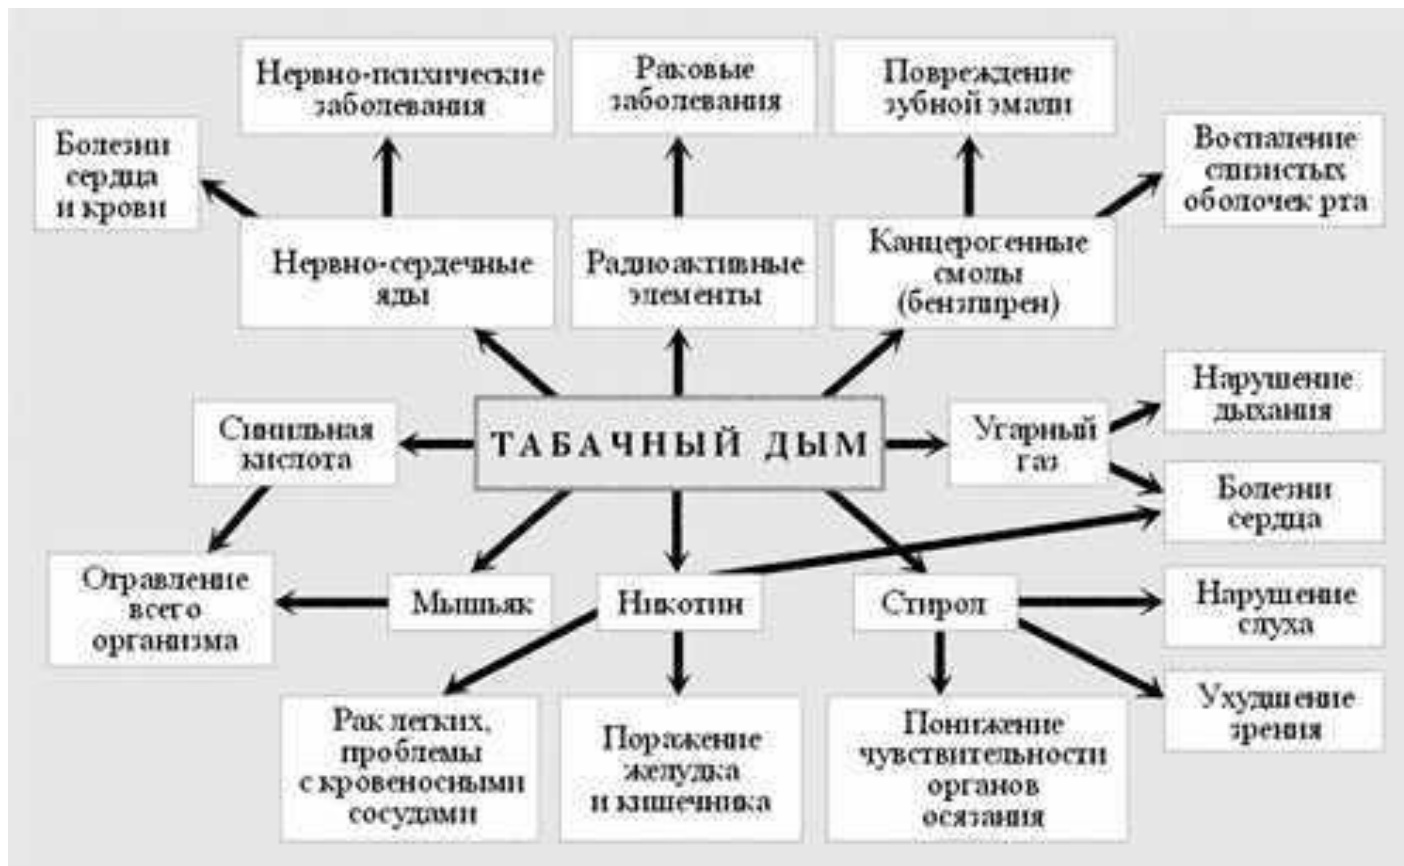 Нервно-психические
заболевания
Раковые
заболевания
Повреждение
зубной эмали
Болезни
сердца
и крови
Воспаление
слизистых
оболочек рта
Нервно-сердечные
яды
Радиоактивные
элементы
Канцерогенные
смолы
(бензпирен)
Синильная
кислота
ТАБАЧНЫЙ ДЫМ
Угарный
газ
Нарушение
дыхания
Болезни
сердца
Отравление
всего
организма
Мышьяк
Никотин
Стирол
Нарушение
слуха
Ухудшение
зрения
Рак легких,
проблемы
с кровеносными
сосудами
Поражение
желудка
и кишечника
Понижение
чувствительности
органов
осязания